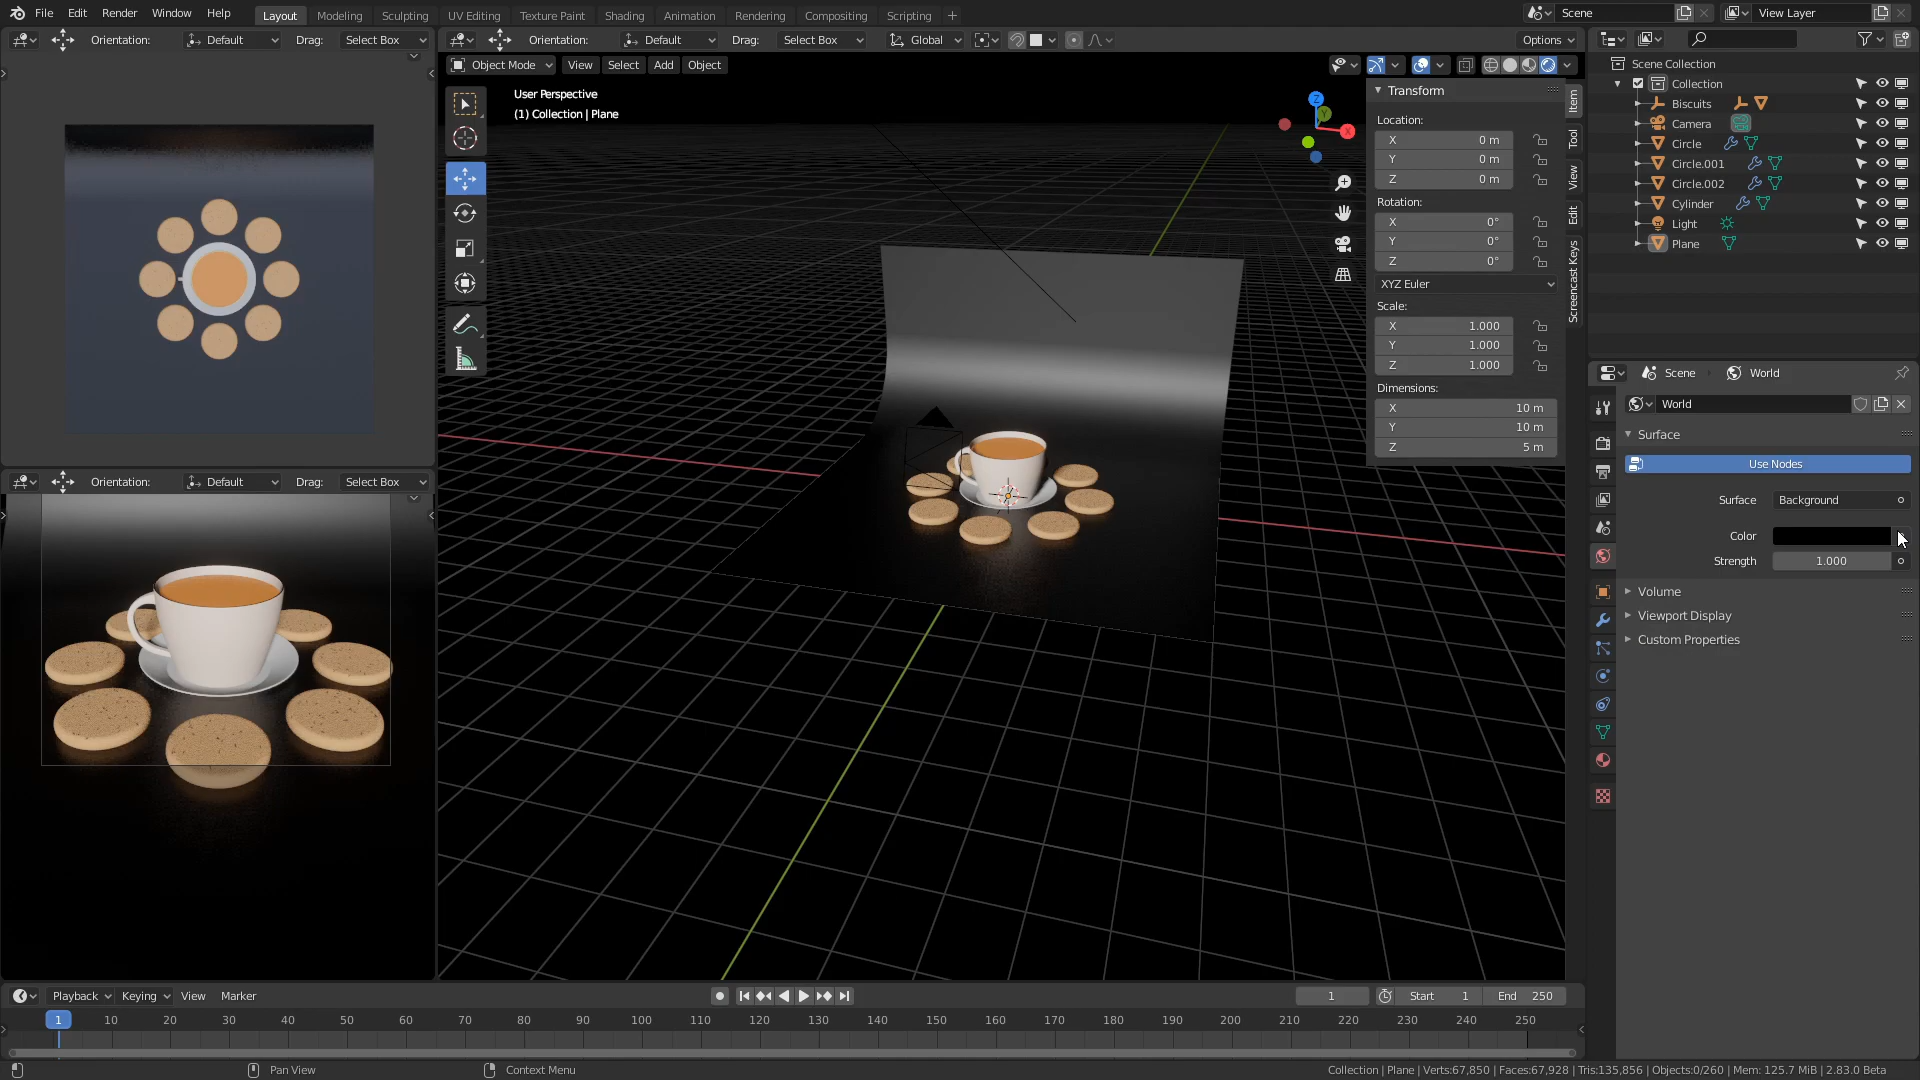 File Edit Render Window Help Layout Modeling Sculpting UV Editing Texture Paint Shading Animation Rendering Compositing Scripting + Scene View Layer
Orientation: Default Drag: Select Box
Orientation: Default Drag: Select Box Global Options
Object Mode View Select Add Object
User Perspective
(1) Collection | Plane
Z
Y
X
Transform
Location:
X 0 m
Y 0 m
Z 0 m
Rotation:
X 0°
Y 0°
Z 0°
XYZ Euler
Scale:
X 1.000
Y 1.000
Z 1.000
Dimensions:
X 10 m
Y 10 m
Z 5 m
Item
Tool
View
Edit
Screencast Keys
Scene Collection
Collection
Biscuits
Camera
Circle
Circle.001
Circle.002
Cylinder
Light
Plane
Scene World
World
Surface
Use Nodes
Surface Background
Color
Strength 1.000
Volume
Viewport Display
Custom Properties
Orientation: Default Drag: Select Box
Playback Keying View Marker 1 Start 1 End 250
1 10 20 30 40 50 60 70 80 90 100 110 120 130 140 150 160 170 180 190 200 210 220 230 240 250
Pan View Context Menu Collection | Plane | Verts:67,850 | Faces:67,928 | Tris:135,856 | Objects:0/260 | Mem: 125.7 MiB | 2.83.0 Beta